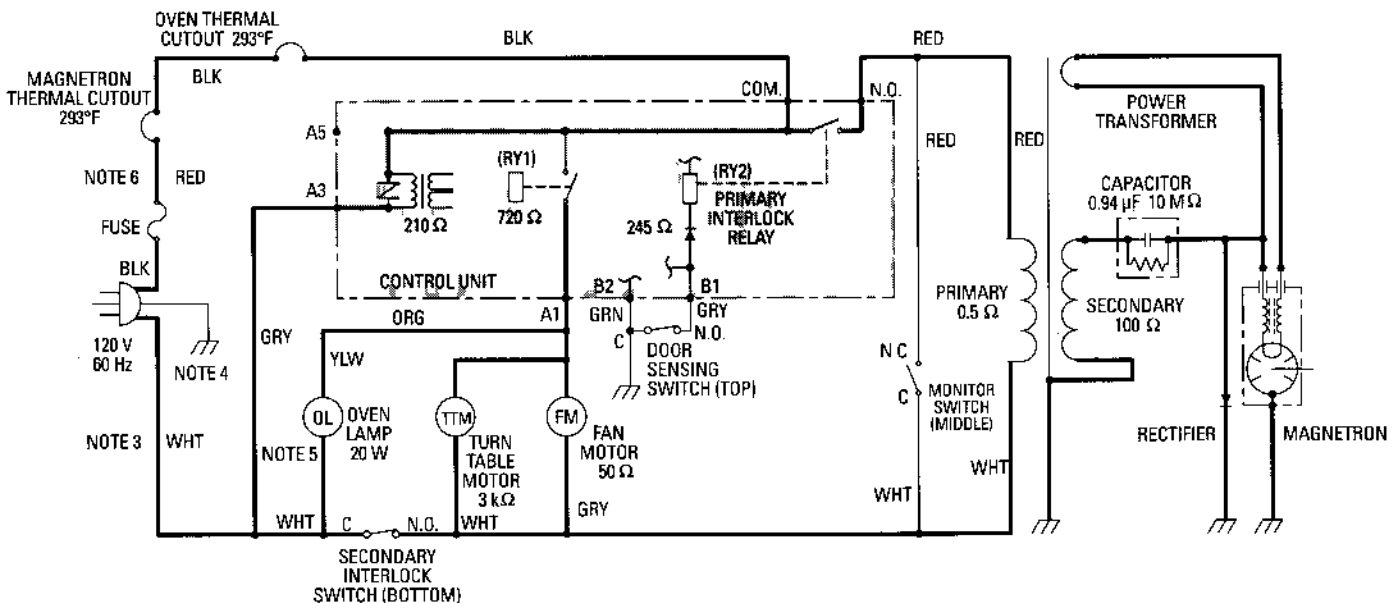 OVEN THERMAL
CUTOUT 293°F
BLK
RED
MAGNETRON
THERMAL CUTOUT
293°F
BLK
COM.
N.O.
POWER
TRANSFORMER
A5
(RY1)
(RY2)
RED
RED
NOTE 6
RED
A3
PRIMARY
INTERLOCK
RELAY
CAPACITOR
0.94 µF 10 MΩ
FUSE
210 Ω
720 Ω
245 Ω
BLK
CONTROL UNIT
B2
B1
PRIMARY
0.5 Ω
SECONDARY
100 Ω
A1
GRN
GRY
ORG
120 V
60 Hz
NOTE 4
GRY
YLW
C
N.O.
DOOR
SENSING
SWITCH (TOP)
N C
C
MONITOR
SWITCH
(MIDDLE)
OL
OVEN
LAMP
20 W
TTM
TURN
TABLE
MOTOR
3 kΩ
FM
FAN
MOTOR
50 Ω
NOTE 3
WHT
NOTE 5
RECTIFIER
MAGNETRON
WHT
WHT
GRY
WHT
C
N.O.
WHT
SECONDARY
INTERLOCK
SWITCH (BOTTOM)